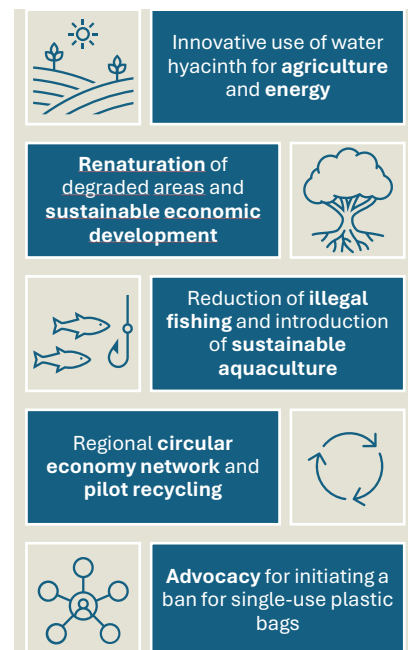 Innovative use of water
hyacinth for agriculture
and energy
Renaturation of
degraded areas and
sustainable economic
development
Reduction of illegal
fishing and introduction
of sustainable
aquaculture
Regional circular
economy network and
pilot recycling
Advocacy for initiating a
ban for single-use plastic
bags